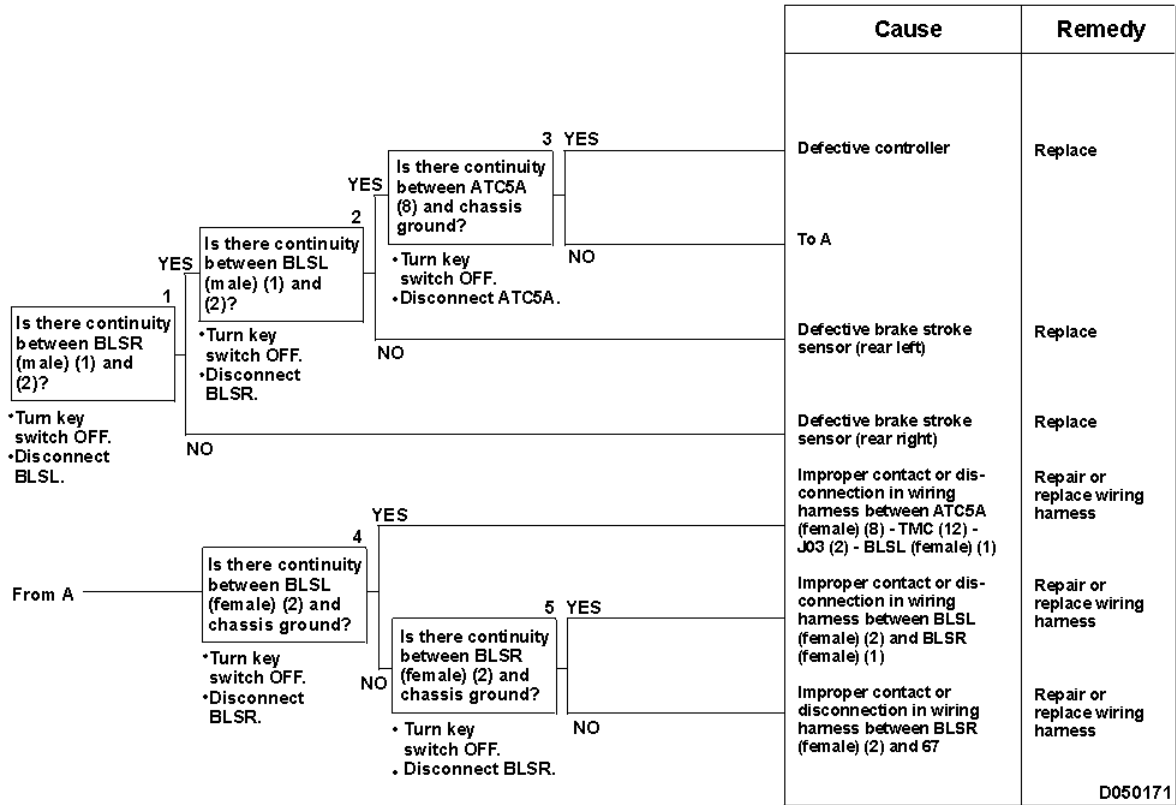 Cause
Remedy
3 YES
Is there continuity
between ATC5A
(8) and chassis
ground?
Defective controller
Replace
YES
2
NO
To A
•Turn key
switch OFF.
•Disconnect ATC5A.
Is there continuity
between BLSL
(male) (1) and
(2)?
YES
1
•Turn key
switch OFF.
•Disconnect
BLSR.
NO
Defective brake stroke
sensor (rear left)
Replace
Is there continuity
between BLSR
(male) (1) and
(2)?
•Turn key
switch OFF.
•Disconnect
BLSL.
NO
Defective brake stroke
sensor (rear right)
Replace
YES
4
Improper contact or dis-
connection in wiring
harness between ATC5A
(female) (8) - TMC (12) -
J03 (2) - BLSL (female) (1)
Repair or
replace wiring
harness
From A
Is there continuity
between BLSL
(female) (2) and
chassis ground?
•Turn key
switch OFF.
•Disconnect
BLSR.
5 YES
NO
Improper contact or dis-
connection in wiring
harness between BLSL
(female) (2) and BLSR
(female) (1)
Repair or
replace wiring
harness
Is there continuity
between BLSR
(female) (2) and
chassis ground?
• Turn key
switch OFF.
• Disconnect BLSR.
NO
Improper contact or
disconnection in wiring
harness between BLSR
(female) (2) and 67
Repair or
replace wiring
harness
D050171